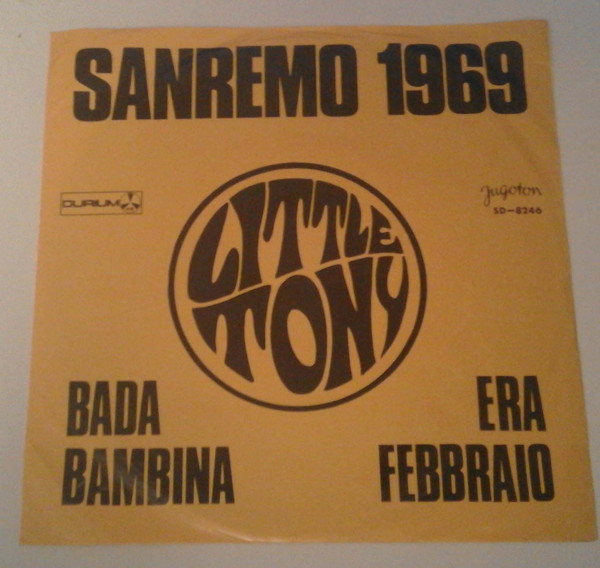 SANREMO 1969
DURIUM
Jugoton
SD-8246
LITTLE
TONY
BADA
BAMBINA
ERA
FEBBRAIO